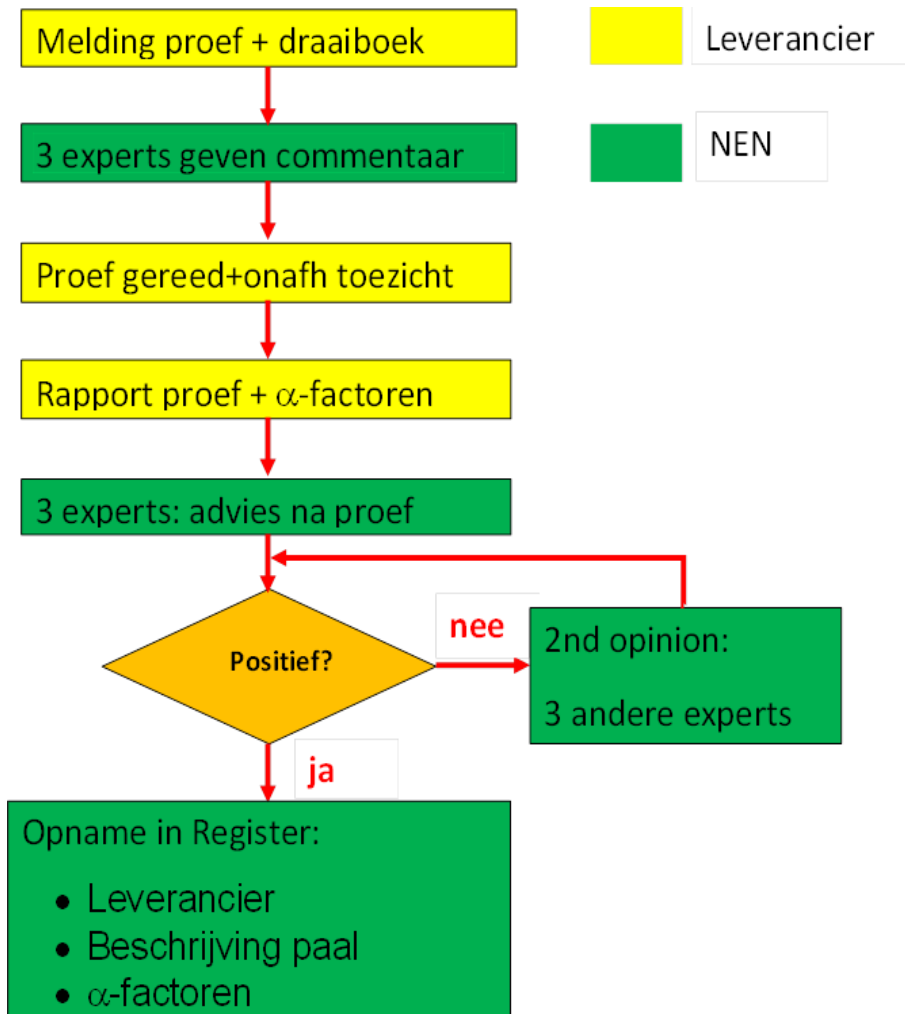 Melding proef + draaiboek
Leverancier
3 experts geven commentaar
NEN
Proef gereed+onafh toezicht
Rapport proef + α-factoren
3 experts: advies na proef
Positief?
nee
2nd opinion:
3 andere experts
ja
Opname in Register:
• Leverancier
• Beschrijving paal
• α-factoren